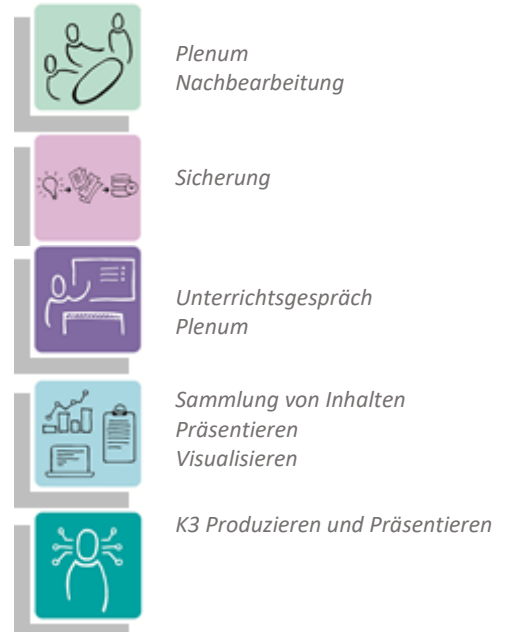 Plenum
Nachbearbeitung
Sicherung
Unterrichtsgespräch
Plenum
Sammlung von Inhalten
Präsentieren
Visualisieren
K3 Produzieren und Präsentieren